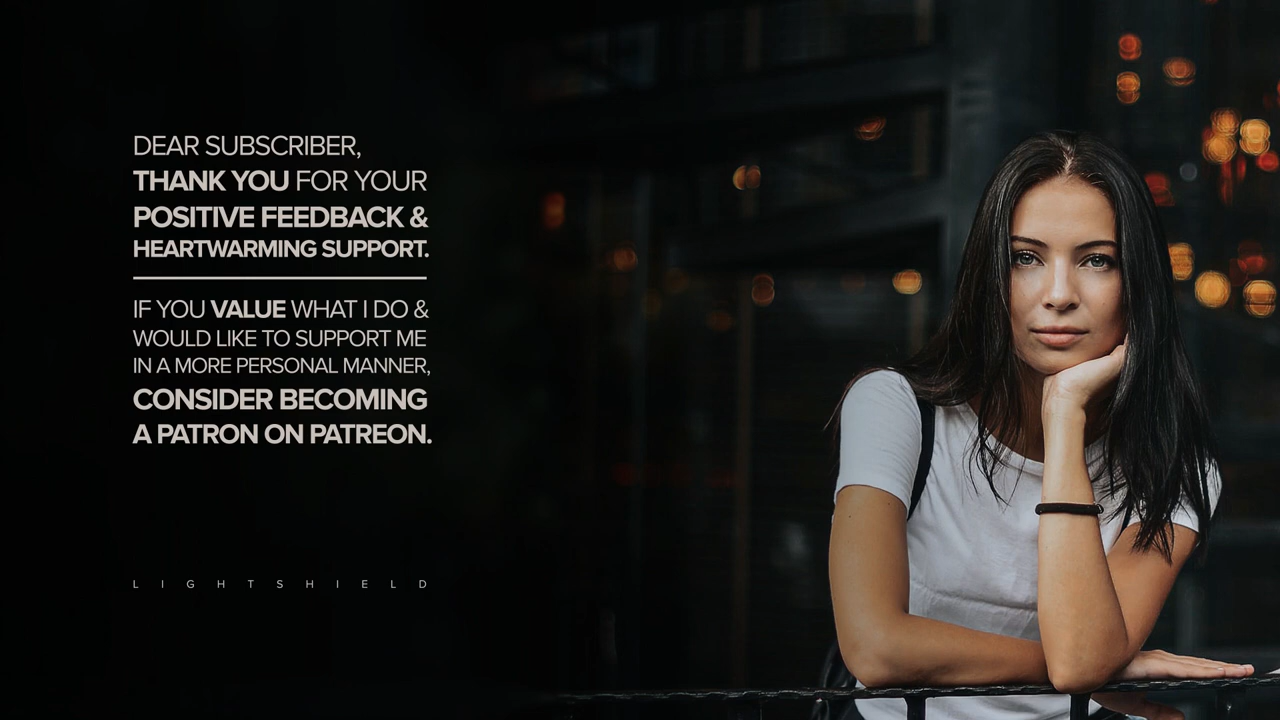 DEAR SUBSCRIBER,
THANK YOU FOR YOUR
POSITIVE FEEDBACK &
HEARTWARMING SUPPORT.
IF YOU VALUE WHAT I DO &
WOULD LIKE TO SUPPORT ME
IN A MORE PERSONAL MANNER,
CONSIDER BECOMING
A PATRON ON PATREON.
LIGHTSHIELD